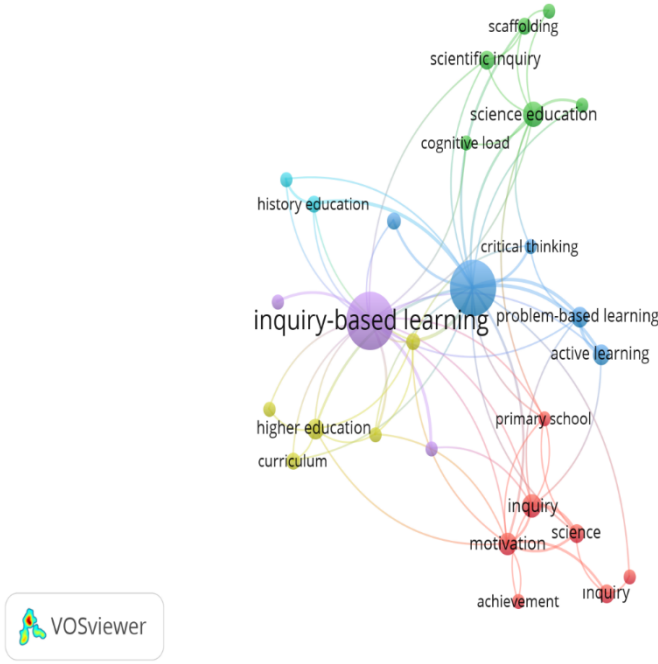 scaffolding
scientific inquiry
science education
cognitive load
history education
critical thinking
inquiry-based learning
problem-based learning
active learning
primary school
higher education
curriculum
inquiry
science
motivation
inquiry
achievement
VOSviewer